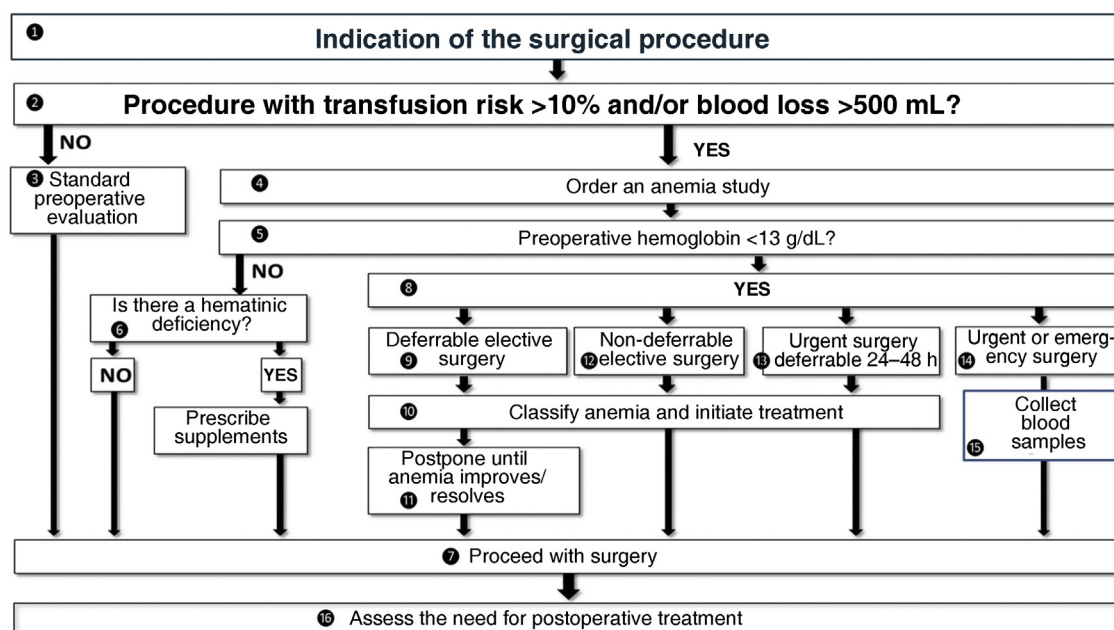 ❶ Indication of the surgical procedure
❷ Procedure with transfusion risk >10% and/or blood loss >500 mL?
NO
YES
❸ Standard
preoperative
evaluation
❹ Order an anemia study
❺ Preoperative hemoglobin <13 g/dL?
NO
❽ YES
Is there a hematinic
❻ deficiency?
NO
YES
Prescribe
supplements
Deferrable elective
❾ surgery
Non-deferrable
⓬ elective surgery
Urgent surgery
⓭ deferrable 24–48 h
Urgent or emerg-
⓮ ency surgery
❿ Classify anemia and initiate treatment
Collect
blood
⓯ samples
Postpone until
anemia improves/
⓫ resolves
❼ Proceed with surgery
⓰ Assess the need for postoperative treatment